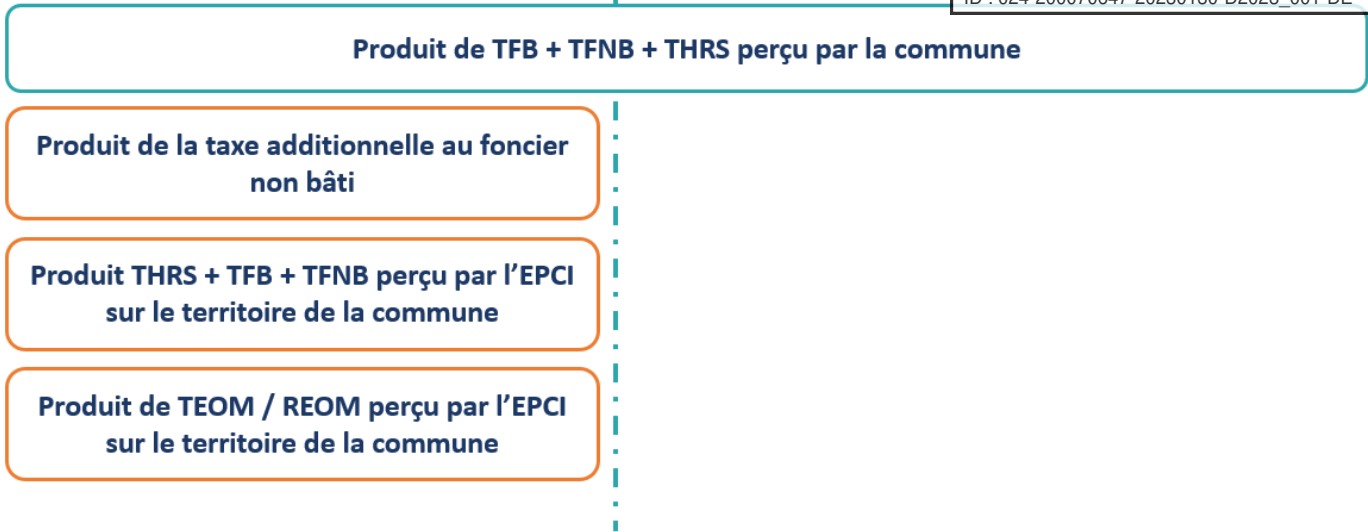 Produit de TFB + TFNB + THRS perçu par la commune
Produit de la taxe additionnelle au foncier
non bâti
Produit THRS + TFB + TFNB perçu par l'EPCI
sur le territoire de la commune
Produit de TEOM / REOM perçu par l'EPCI
sur le territoire de la commune